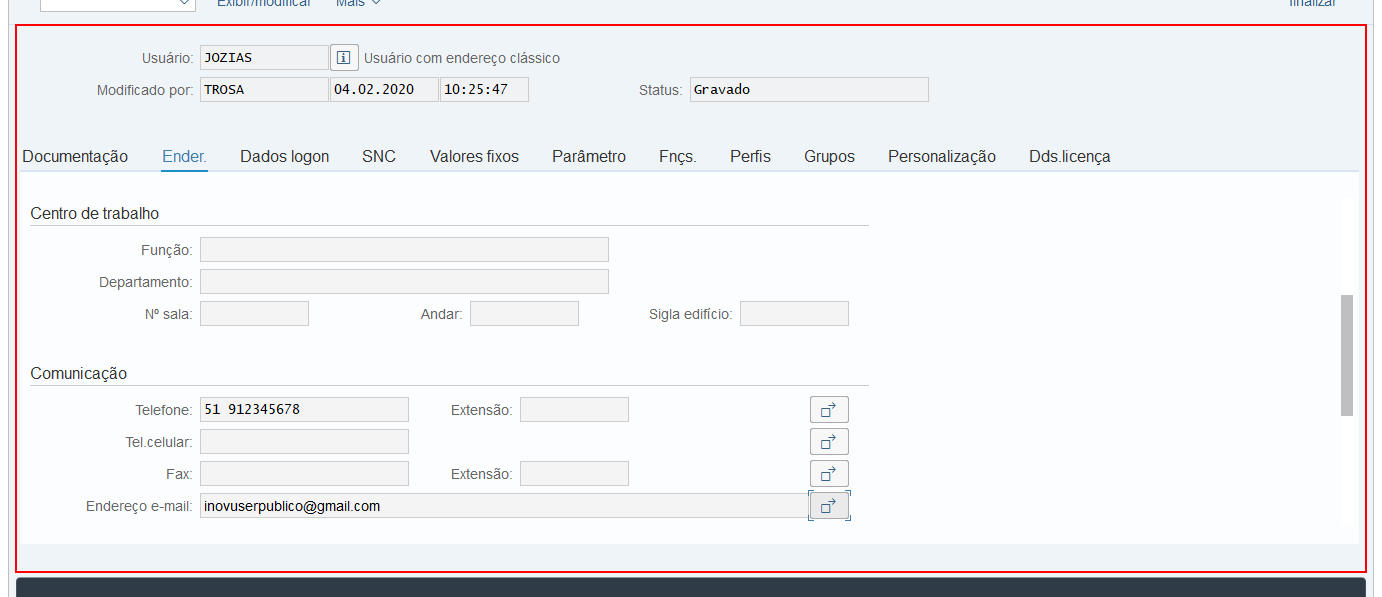 Exibir/modificar Mais finalizar
Usuário: JOZIAS Usuário com endereço clássico
Modificado por: TROSA 04.02.2020 10:25:47 Status: Gravado
Documentação Ender. Dados logon SNC Valores fixos Parâmetro Fnçs. Perfis Grupos Personalização Dds.licença
Centro de trabalho
Função:
Departamento:
Nº sala: Andar: Sigla edifício:
Comunicação
Telefone: 51 912345678 Extensão:
Tel.celular:
Fax: Extensão:
Endereço e-mail: inovuserpublico@gmail.com